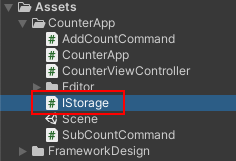 Assets
CounterApp
AddCountCommand
CounterApp
CounterViewController
Editor
IStorage
Scene
SubCountCommand
FrameworkDesign